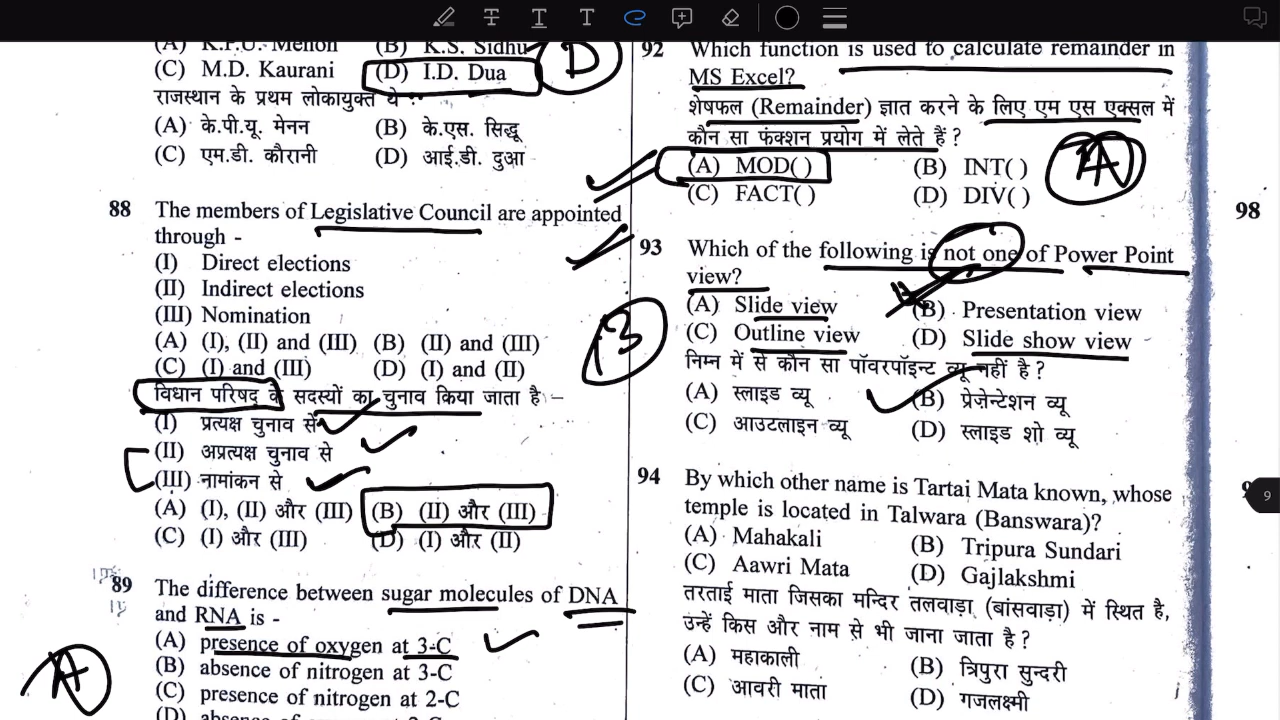 (A) K.P.U. Menon (B) K.S. Sidhu
(C) M.D. Kaurani (D) I.D. Dua
D
राजस्थान के प्रथम लोकायुक्त थे :
(A) के.पी.यू. मेनन (B) के.एस. सिद्धू
(C) एम.डी. कौरानी (D) आई.डी. दुआ
88 The members of Legislative Council are appointed
through -
(I) Direct elections
(II) Indirect elections
(III) Nomination
(A) (I), (II) and (III) (B) (II) and (III)
(C) (I) and (III) (D) (I) and (II)
विधान परिषद् के सदस्यों का चुनाव किया जाता है –
(I) प्रत्यक्ष चुनाव से
(II) अप्रत्यक्ष चुनाव से
(III) नामांकन से
(A) (I), (II) और (III) (B) (II) और (III)
(C) (I) और (III) (D) (I) और (II)
B
89 The difference between sugar molecules of DNA
and RNA is -
(A) presence of oxygen at 3-C
(B) absence of nitrogen at 3-C
(C) presence of nitrogen at 2-C
A
92 Which function is used to calculate remainder in
MS Excel?
शेषफल (Remainder) ज्ञात करने के लिए एम एस एक्सल में
कौन सा फंक्शन प्रयोग में लेते हैं ?
(A) MOD( ) (B) INT( )
(C) FACT( ) (D) DIV( )
A
93 Which of the following is not one of Power Point
view?
(A) Slide view (B) Presentation view
(C) Outline view (D) Slide show view
निम्न में से कौन सा पॉवरपॉइन्ट व्यू नहीं है ?
(A) स्लाइड व्यू (B) प्रेज़ेन्टेशन व्यू
(C) आउटलाइन व्यू (D) स्लाइड शो व्यू
94 By which other name is Tartai Mata known, whose
temple is located in Talwara (Banswara)?
(A) Mahakali (B) Tripura Sundari
(C) Aawri Mata (D) Gajlakshmi
तरताई माता जिसका मन्दिर तलवाड़ा (बांसवाड़ा) में स्थित है,
उन्हें किस और नाम से भी जाना जाता है ?
(A) महाकाली (B) त्रिपुरा सुन्दरी
(C) आवरी माता (D) गजलक्ष्मी
98
9